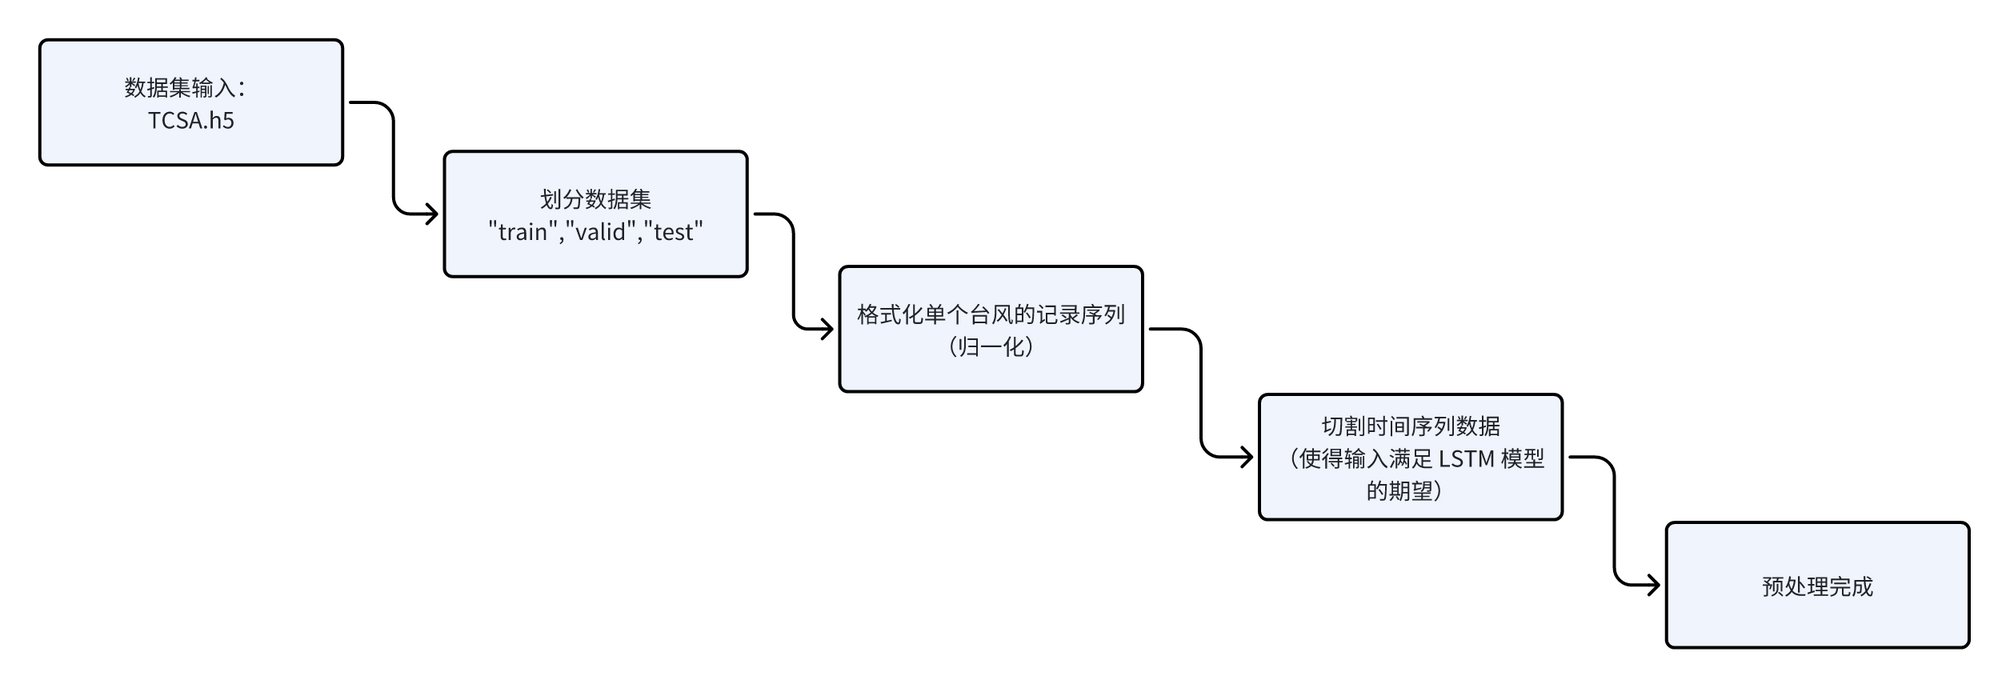 数据集输入：
TCSA.h5
划分数据集
"train","valid","test"
格式化单个台风的记录序列
（归一化）
切割时间序列数据
（使得输入满足 LSTM 模型
的期望）
预处理完成